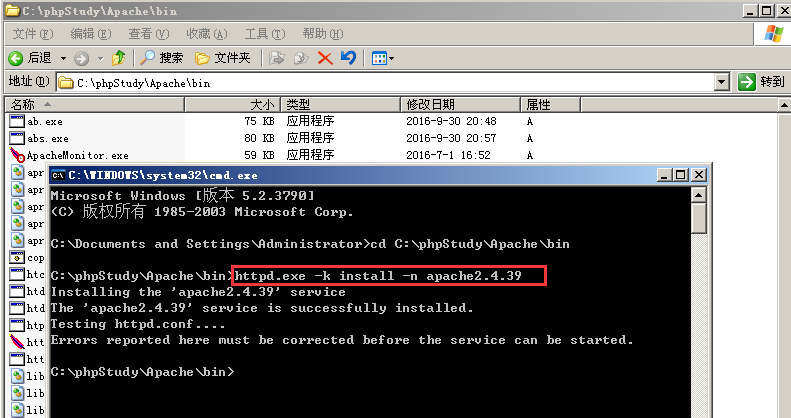 C:\phpStudy\Apache\bin
文件(F) 编辑(E) 查看(V) 收藏(A) 工具(T) 帮助(H)
后退 搜索 文件夹
地址(D) C:\phpStudy\Apache\bin 转到
名称 大小 类型 修改日期 属性
ab.exe 75 KB 应用程序 2016-9-30 20:48 A
abs.exe 80 KB 应用程序 2016-9-30 20:57 A
ApacheMonitor.exe 59 KB 应用程序 2016-7-1 16:52 A
apr
apr
apr
apr
apr
cop
htc
htd
htd
htp
htt
htt
lib
lib
lib
C:\WINDOWS\system32\cmd.exe
Microsoft Windows [版本 5.2.3790]
(C) 版权所有 1985-2003 Microsoft Corp.
C:\Documents and Settings\Administrator>cd C:\phpStudy\Apache\bin
C:\phpStudy\Apache\bin>httpd.exe -k install -n apache2.4.39
Installing the 'apache2.4.39' service
The 'apache2.4.39' service is successfully installed.
Testing httpd.conf....
Errors reported here must be corrected before the service can be started.
C:\phpStudy\Apache\bin>